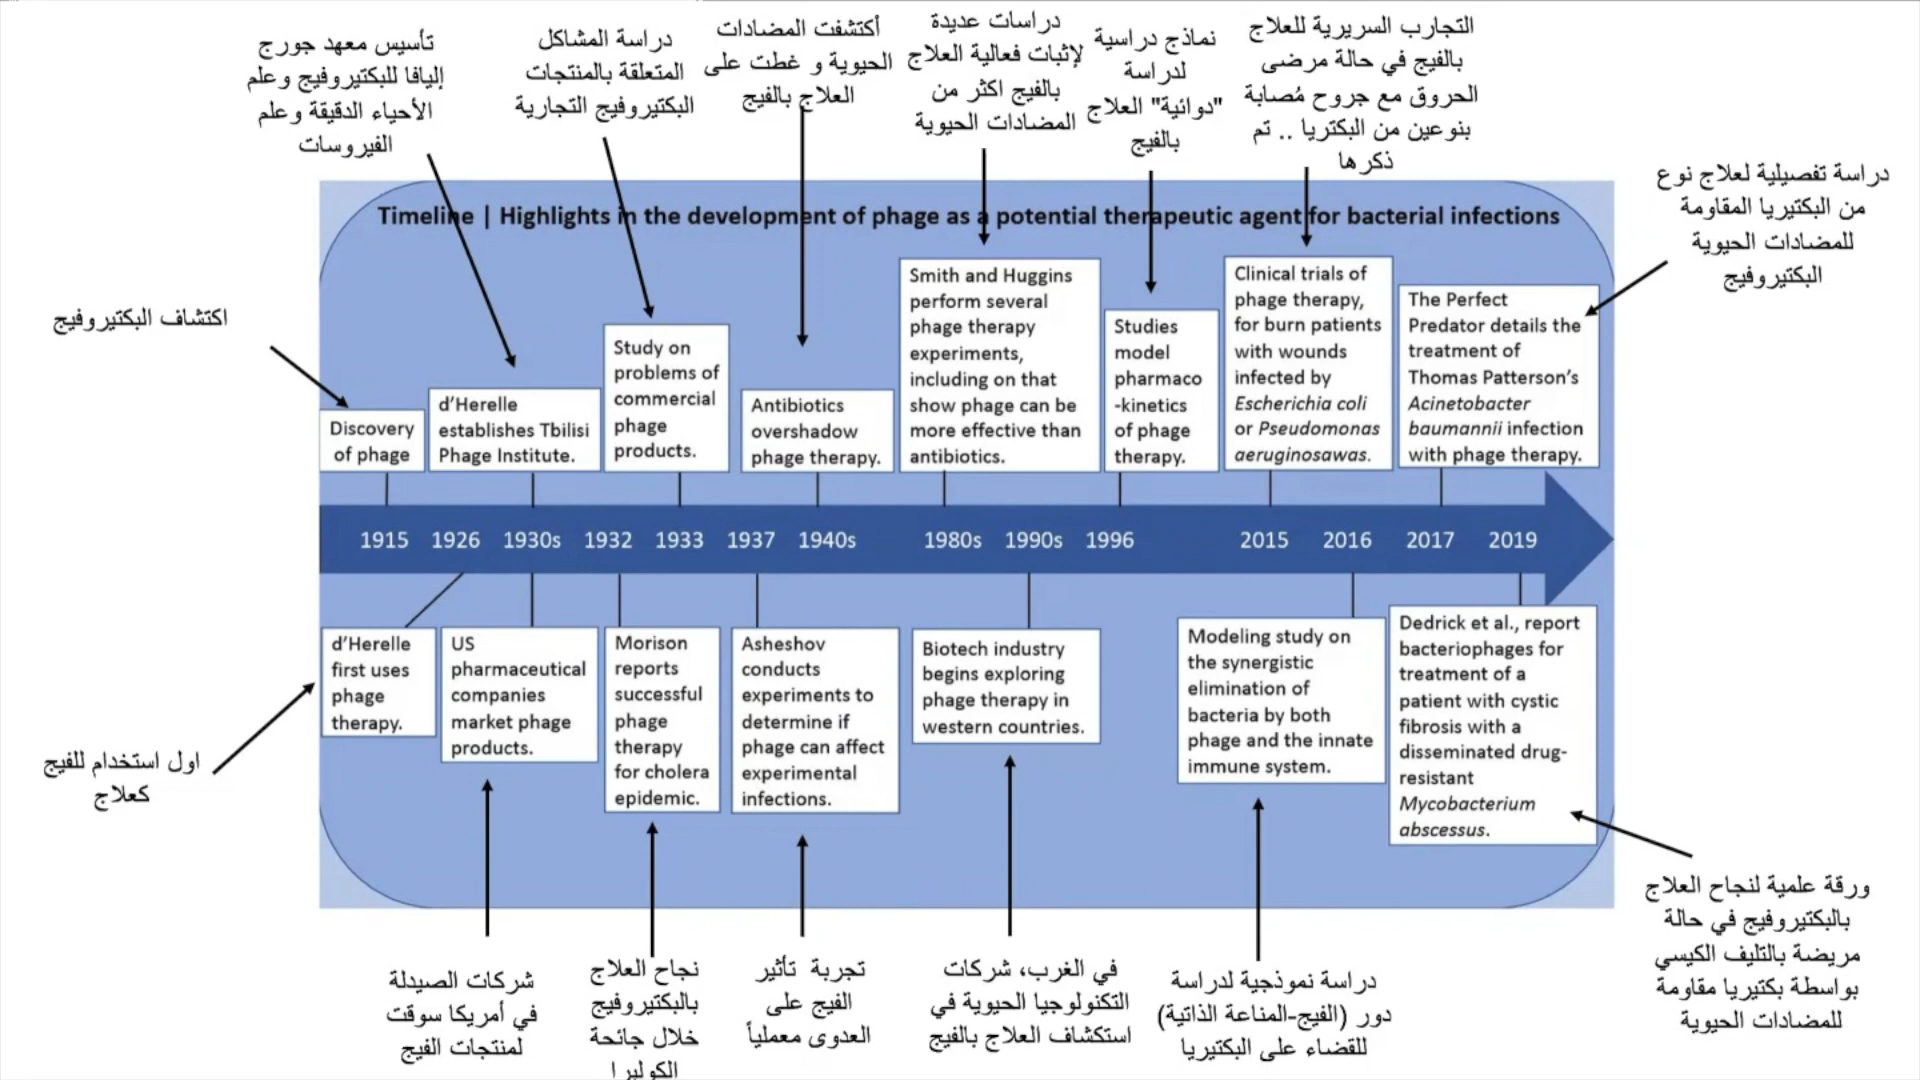 تأسيس معهد جورج
إليافا للبكتيروفيج وعلم
الأحياء الدقيقة وعلم
الفيروسات
دراسة المشاكل
المتعلقة بالمنتجات
البكتيروفيج التجارية
أكتشفت المضادات
الحيوية و غطت على
العلاج بالفيج
دراسات عديدة
لإثبات فعالية العلاج
بالفيج اكثر من
المضادات الحيوية
نماذج دراسية
لدراسة
"دوائية" العلاج
بالفيج
التجارب السريرية للعلاج
بالفيج في حالة مرضى
الحروق مع جروح مُصابة
بنوعين من البكتريا .. تم
ذكرها
دراسة تفصيلية لعلاج نوع
من البكتيريا المقاومة
للمضادات الحيوية
البكتيروفيج
اكتشاف البكتيروفيج
Timeline | Highlights in the development of phage as a potential therapeutic agent for bacterial infections
Discovery
of phage
d’Herelle
establishes Tbilisi
Phage Institute.
Study on
problems of
commercial
phage
products.
Antibiotics
overshadow
phage therapy.
Smith and Huggins
perform several
phage therapy
experiments,
including on that
show phage can be
more effective than
antibiotics.
Studies
model
pharmaco
-kinetics
of phage
therapy.
Clinical trials of
phage therapy,
for burn patients
with wounds
infected by
Escherichia coli
or Pseudomonas
aeruginosawas.
The Perfect
Predator details the
treatment of
Thomas Patterson’s
Acinetobacter
baumannii infection
with phage therapy.
1915 1926 1930s 1932 1933 1937 1940s 1980s 1990s 1996 2015 2016 2017 2019
d’Herelle
first uses
phage
therapy.
US
pharmaceutical
companies
market phage
products.
Morison
reports
successful
phage
therapy
for cholera
epidemic.
Asheshov
conducts
experiments to
determine if
phage can affect
experimental
infections.
Biotech industry
begins exploring
phage therapy in
western countries.
Modeling study on
the synergistic
elimination of
bacteria by both
phage and the innate
immune system.
Dedrick et al., report
bacteriophages for
treatment of a
patient with cystic
fibrosis with a
disseminated drug-
resistant
Mycobacterium
abscessus.
اول استخدام للفيج
كعلاج
شركات الصيدلة
في أمريكا سوقت
لمنتجات الفيج
نجاح العلاج
بالبكتيروفيج
خلال جائحة
الكوليرا
تجربة تأثير
الفيج على
العدوى معملياً
في الغرب، شركات
التكنولوجيا الحيوية في
استكشاف العلاج بالفيج
دراسة نموذجية لدراسة
دور (الفيج-المناعة الذاتية)
للقضاء على البكتيريا
ورقة علمية لنجاح العلاج
بالبكتيروفيج في حالة
مريضة بالتليف الكيسي
بواسطة بكتيريا مقاومة
للمضادات الحيوية